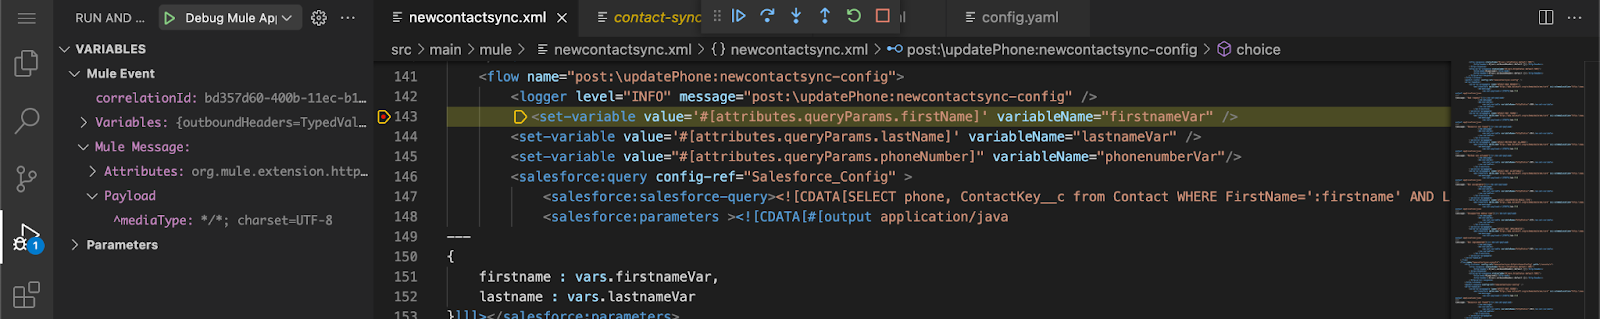 RUN AND ... Debug Mule App
VARIABLES
Mule Event
correlationId: bd357d60-400b-11ec-b1...
Variables: {outboundHeaders=TypedVal...
Mule Message:
Attributes: org.mule.extension.http...
Payload
^mediaType: */*; charset=UTF-8
Parameters
1
newcontactsync.xml contact-sync ml config.yaml
src > main > mule > newcontactsync.xml > {} newcontactsync.xml > post:\updatePhone:newcontactsync-config > choice
141 <flow name="post:\updatePhone:newcontactsync-config">
142 <logger level="INFO" message="post:\updatePhone:newcontactsync-config" />
143 <set-variable value='#[attributes.queryParams.firstName]' variableName="firstnameVar" />
144 <set-variable value='#[attributes.queryParams.lastName]' variableName="lastnameVar" />
145 <set-variable value="#[attributes.queryParams.phoneNumber]" variableName="phonenumberVar"/>
146 <salesforce:query config-ref="Salesforce_Config" >
147 <salesforce:salesforce-query><![CDATA[SELECT phone, ContactKey__c from Contact WHERE FirstName=':firstname' AND L
148 <salesforce:parameters ><![CDATA[#[output application/java
149 ---
150 {
151 firstname : vars.firstnameVar,
152 lastname : vars.lastnameVar
153 }]]]></salesforce:parameters>